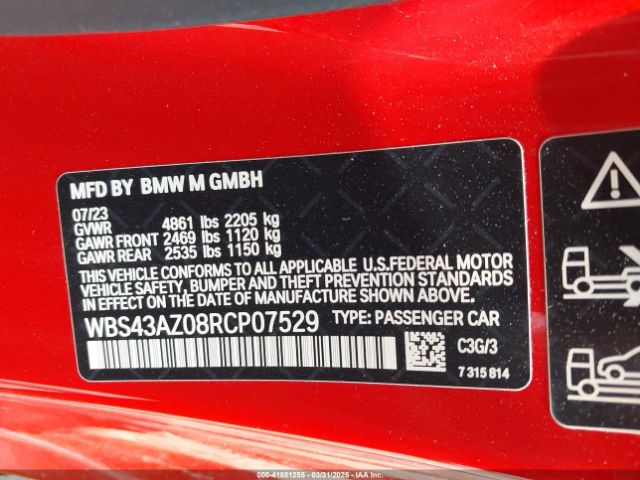 MFD BY BMW M GMBH
07/23
GVWR 4861 lbs 2205 kg
GAWR FRONT 2469 lbs 1120 kg
GAWR REAR 2535 lbs 1150 kg
THIS VEHICLE CONFORMS TO ALL APPLICABLE U.S.FEDERAL MOTOR
VEHICLE SAFETY, BUMPER AND THEFT PREVENTION STANDARDS
IN EFFECT ON THE DATE OF MANUFACTURE SHOWN ABOVE.
WBS43AZ08RCP07529 TYPE: PASSENGER CAR
C3G/3
7 315 814
000-41881255 - 03/31/2025 - IAA Inc.